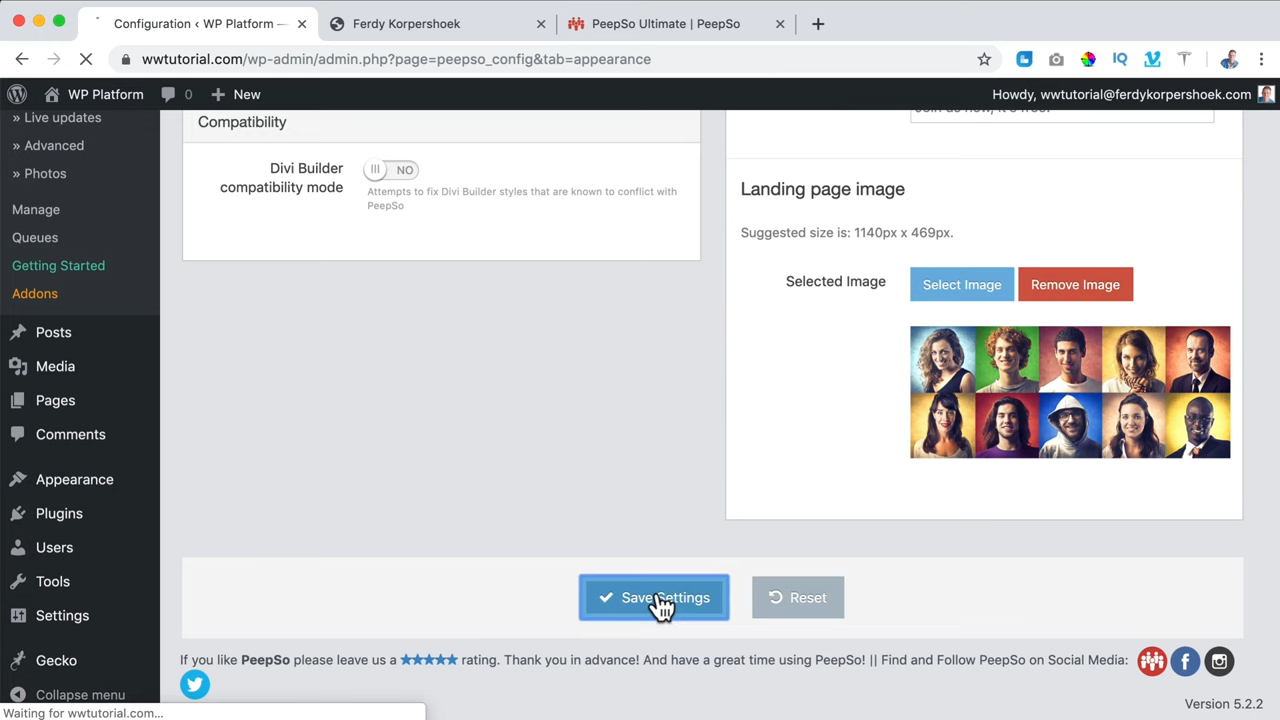 Configuration ‹ WP Platform —
Ferdy Korpershoek
PeepSo Ultimate | PeepSo
wwtutorial.com/wp-admin/admin.php?page=peepso_config&tab=appearance
WP Platform
0
New
Howdy, wwtutorial@ferdykorpershoek.com
» Live updates
» Advanced
» Photos
Manage
Queues
Getting Started
Addons
Posts
Media
Pages
Comments
Appearance
Plugins
Users
Tools
Settings
Gecko
Collapse menu
Compatibility
Divi Builder
compatibility mode
NO
Attempts to fix Divi Builder styles that are known to conflict with
PeepSo
Join us now, it's free!
Landing page image
Suggested size is: 1140px x 469px.
Selected Image
Select Image
Remove Image
Save Settings
Reset
If you like PeepSo please leave us a ★★★★★ rating. Thank you in advance! And have a great time using PeepSo! || Find and Follow PeepSo on Social Media:
Version 5.2.2
Waiting for wwtutorial.com...